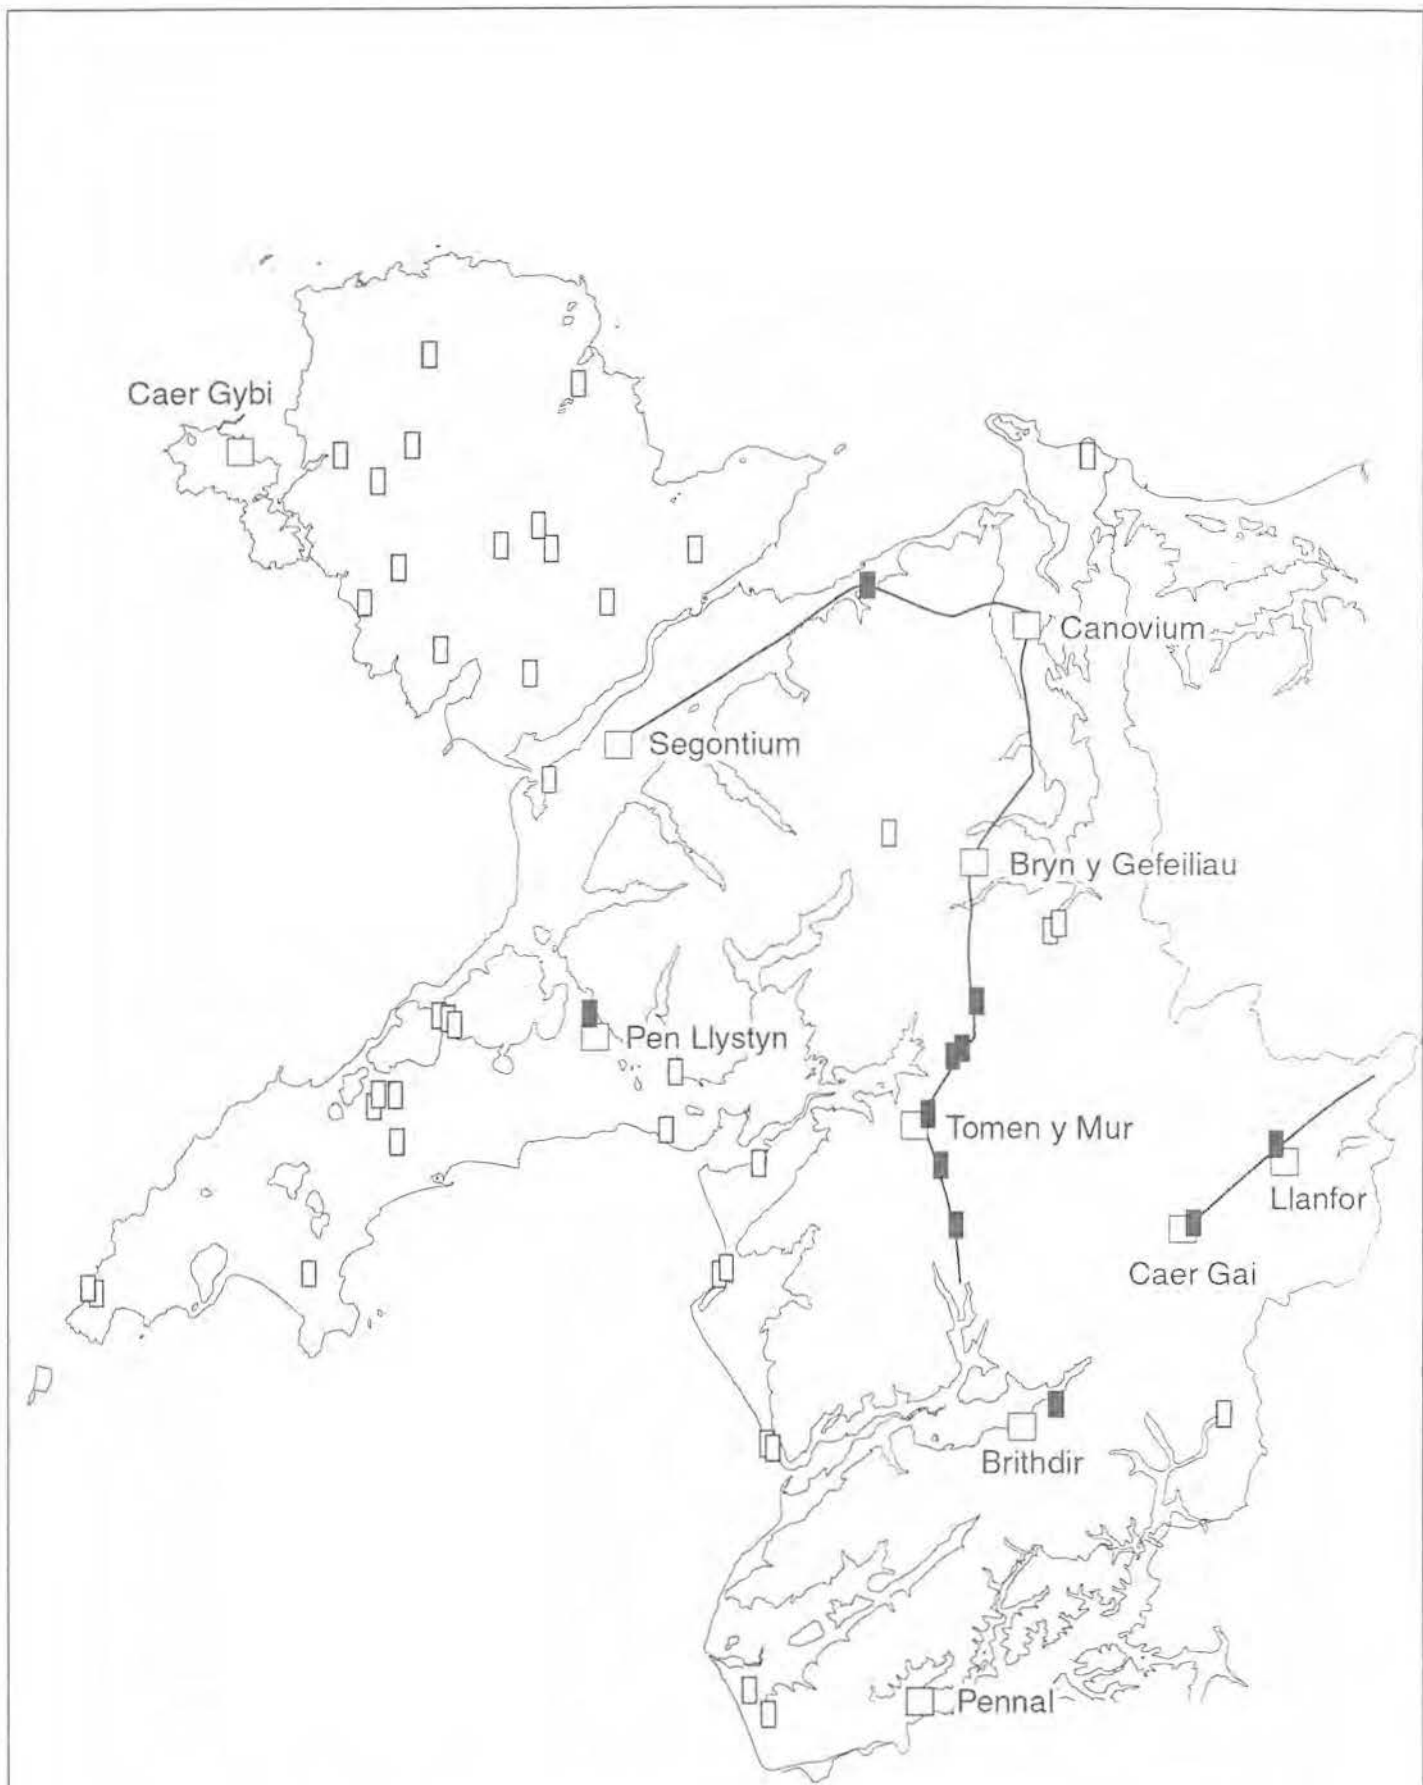 Caer Gybi
Canovium
Segontium
Bryn y Gefeiliau
Pen Llystyn
Tomen y Mur
Llanfor
Caer Gai
Brithdir
Pennal